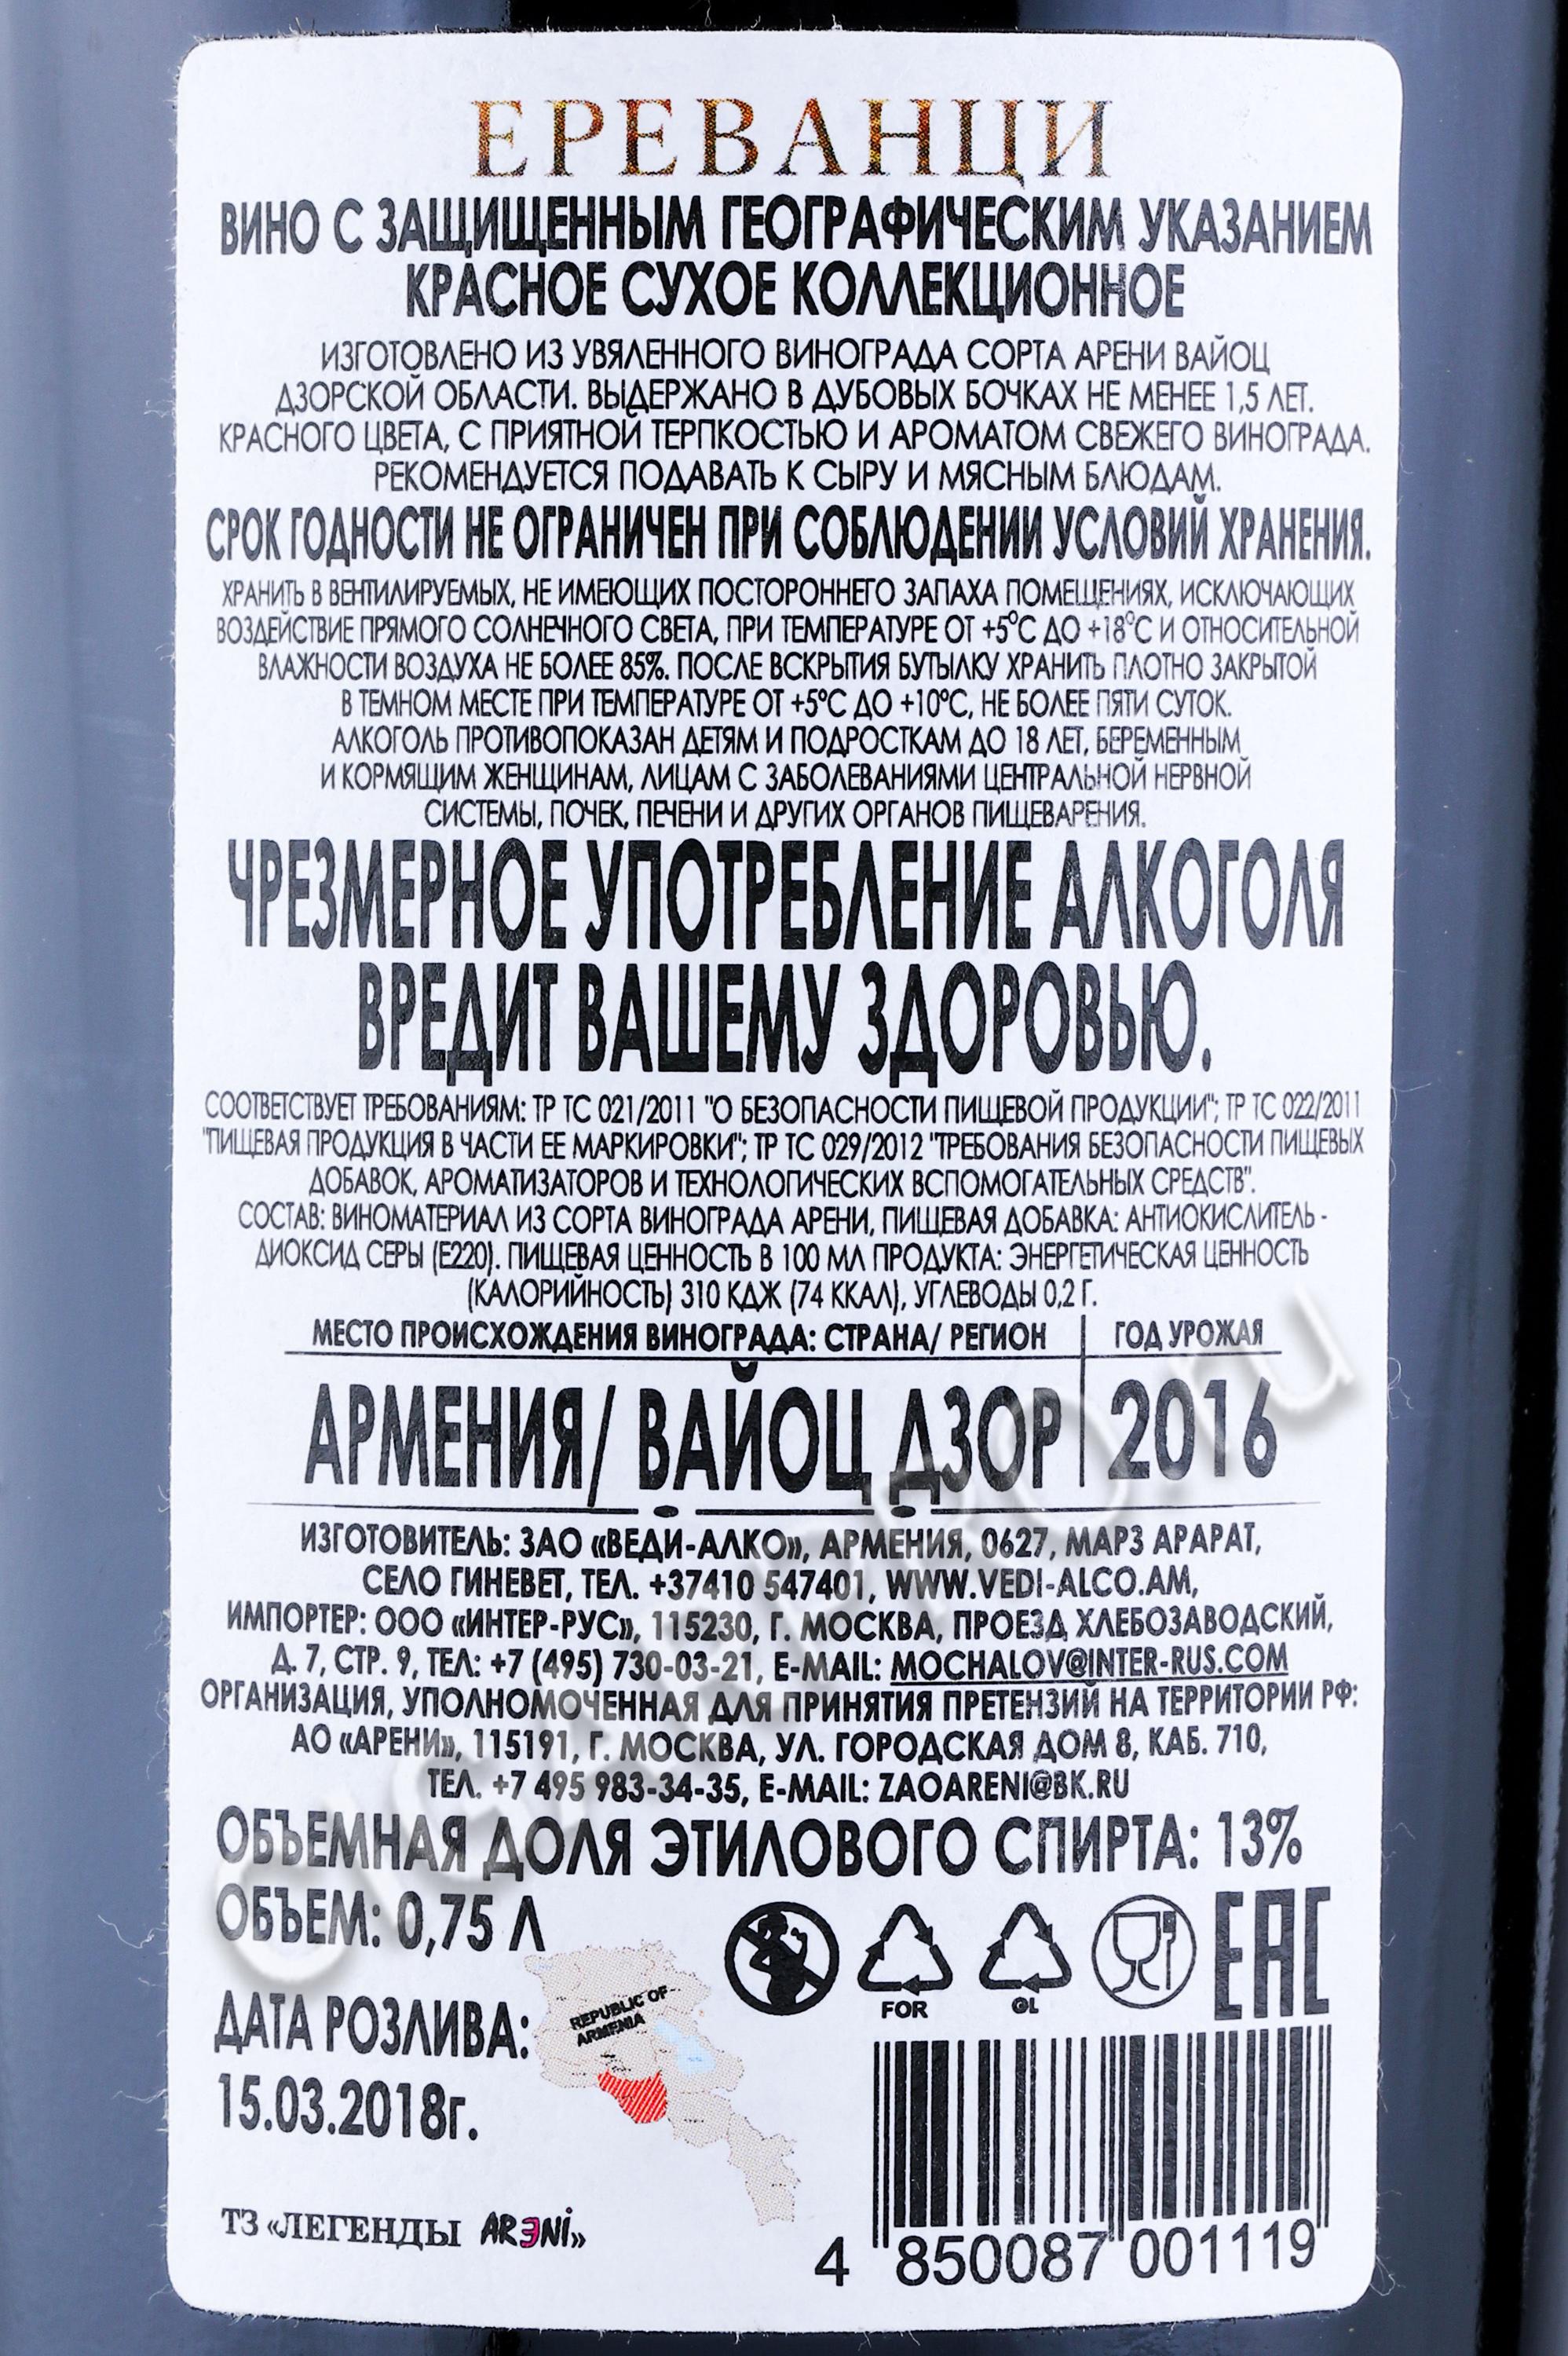 ЕРЕВАНЦИ
ВИНО С ЗАЩИЩЕННЫМ ГЕОГРАФИЧЕСКИМ УКАЗАНИЕМ
КРАСНОЕ СУХОЕ КОЛЛЕКЦИОННОЕ
ИЗГОТОВЛЕНО ИЗ УВЯЛЕННОГО ВИНОГРАДА СОРТА АРЕНИ ВАЙОЦ
ДЗОРСКОЙ ОБЛАСТИ. ВЫДЕРЖАНО В ДУБОВЫХ БОЧКАХ НЕ МЕНЕЕ 1,5 ЛЕТ.
КРАСНОГО ЦВЕТА, С ПРИЯТНОЙ ТЕРПКОСТЬЮ И АРОМАТОМ СВЕЖЕГО ВИНОГРАДА.
РЕКОМЕНДУЕТСЯ ПОДАВАТЬ К СЫРУ И МЯСНЫМ БЛЮДАМ.
СРОК ГОДНОСТИ НЕ ОГРАНИЧЕН ПРИ СОБЛЮДЕНИИ УСЛОВИЙ ХРАНЕНИЯ.
ХРАНИТЬ В ВЕНТИЛИРУЕМЫХ, НЕ ИМЕЮЩИХ ПОСТОРОННЕГО ЗАПАХА ПОМЕЩЕНИЯХ, ИСКЛЮЧАЮЩИХ
ВОЗДЕЙСТВИЕ ПРЯМОГО СОЛНЕЧНОГО СВЕТА, ПРИ ТЕМПЕРАТУРЕ ОТ +5°С ДО +18°С И ОТНОСИТЕЛЬНОЙ
ВЛАЖНОСТИ ВОЗДУХА НЕ БОЛЕЕ 85%. ПОСЛЕ ВСКРЫТИЯ БУТЫЛКУ ХРАНИТЬ ПЛОТНО ЗАКРЫТОЙ
В ТЕМНОМ МЕСТЕ ПРИ ТЕМПЕРАТУРЕ ОТ +5°С ДО +10°С, НЕ БОЛЕЕ ПЯТИ СУТОК.
АЛКОГОЛЬ ПРОТИВОПОКАЗАН ДЕТЯМ И ПОДРОСТКАМ ДО 18 ЛЕТ, БЕРЕМЕННЫМ
И КОРМЯЩИМ ЖЕНЩИНАМ, ЛИЦАМ С ЗАБОЛЕВАНИЯМИ ЦЕНТРАЛЬНОЙ НЕРВНОЙ
СИСТЕМЫ, ПОЧЕК, ПЕЧЕНИ И ДРУГИХ ОРГАНОВ ПИЩЕВАРЕНИЯ.
ЧРЕЗМЕРНОЕ УПОТРЕБЛЕНИЕ АЛКОГОЛЯ
ВРЕДИТ ВАШЕМУ ЗДОРОВЬЮ.
СООТВЕТСТВУЕТ ТРЕБОВАНИЯМ: ТР ТС 021/2011 "О БЕЗОПАСНОСТИ ПИЩЕВОЙ ПРОДУКЦИИ"; ТР ТС 022/2011
"ПИЩЕВАЯ ПРОДУКЦИЯ В ЧАСТИ ЕЕ МАРКИРОВКИ"; ТР ТС 029/2012 "ТРЕБОВАНИЯ БЕЗОПАСНОСТИ ПИЩЕВЫХ
ДОБАВОК, АРОМАТИЗАТОРОВ И ТЕХНОЛОГИЧЕСКИХ ВСПОМОГАТЕЛЬНЫХ СРЕДСТВ".
СОСТАВ: ВИНОМАТЕРИАЛ ИЗ СОРТА ВИНОГРАДА АРЕНИ, ПИЩЕВАЯ ДОБАВКА: АНТИОКИСЛИТЕЛЬ -
ДИОКСИД СЕРЫ (Е220). ПИЩЕВАЯ ЦЕННОСТЬ В 100 МЛ ПРОДУКТА: ЭНЕРГЕТИЧЕСКАЯ ЦЕННОСТЬ
(КАЛОРИЙНОСТЬ) 310 КДЖ (74 ККАЛ), УГЛЕВОДЫ 0,2 Г.
МЕСТО ПРОИСХОЖДЕНИЯ ВИНОГРАДА: СТРАНА/ РЕГИОН ГОД УРОЖАЯ
АРМЕНИЯ/ ВАЙОЦ ДЗОР 2016
ИЗГОТОВИТЕЛЬ: ЗАО «ВЕДИ-АЛКО», АРМЕНИЯ, 0627, МАРЗ АРАРАТ,
СЕЛО ГИНЕВЕТ, ТЕЛ. +37410 547401, WWW.VEDI-ALCO.AM,
ИМПОРТЕР: ООО «ИНТЕР-РУС», 115230, Г. МОСКВА, ПРОЕЗД ХЛЕБОЗАВОДСКИЙ,
Д. 7, СТР. 9, ТЕЛ: +7 (495) 730-03-21, E-MAIL: MOCHALOV@INTER-RUS.COM
ОРГАНИЗАЦИЯ, УПОЛНОМОЧЕННАЯ ДЛЯ ПРИНЯТИЯ ПРЕТЕНЗИЙ НА ТЕРРИТОРИИ РФ:
АО «АРЕНИ», 115191, Г. МОСКВА, УЛ. ГОРОДСКАЯ ДОМ 8, КАБ. 710,
ТЕЛ. +7 495 983-34-35, E-MAIL: ZAOARENI@BK.RU
ОБЪЕМНАЯ ДОЛЯ ЭТИЛОВОГО СПИРТА: 13%
ОБЪЕМ: 0,75 Л
FOR
GL
EAC
REPUBLIC OF
ARMENIA
ДАТА РОЗЛИВА:
15.03.2018г.
ТЗ «ЛЕГЕНДЫ ARENI»
4 850087 001119